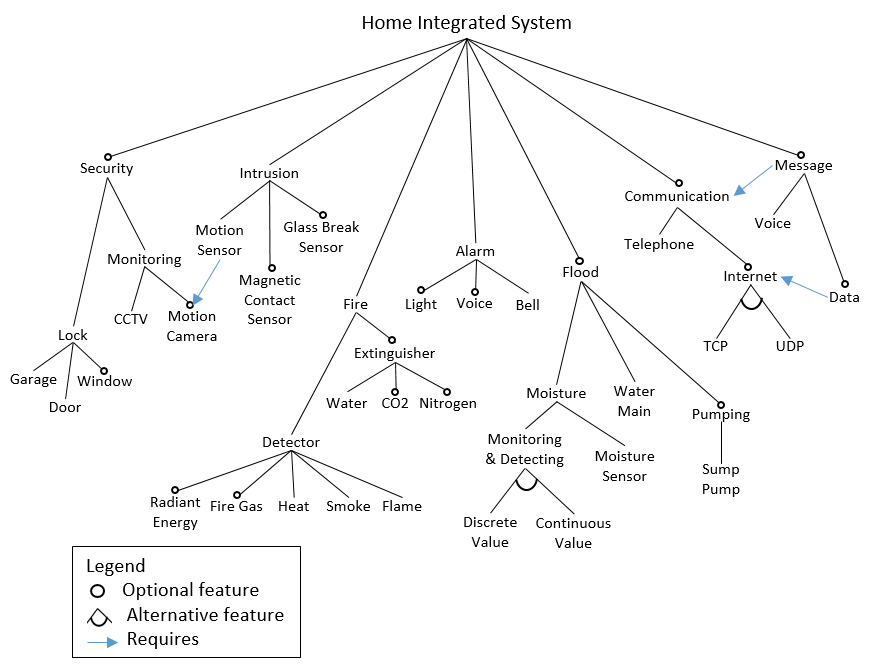 Home Integrated System
Security
Intrusion
Message
Communication
Motion
Sensor
Glass Break
Sensor
Voice
Telephone
Monitoring
Alarm
Flood
Internet
Magnetic
Contact
Sensor
Data
Light
Voice
Bell
Fire
CCTV
Motion
Camera
Lock
TCP
UDP
Extinguisher
Garage
Window
Door
Water
CO2
Nitrogen
Moisture
Water
Main
Pumping
Detector
Monitoring
& Detecting
Moisture
Sensor
Sump
Pump
Radiant
Energy
Fire Gas
Heat
Smoke
Flame
Discrete
Value
Continuous
Value
Legend
Optional feature
Alternative feature
Requires